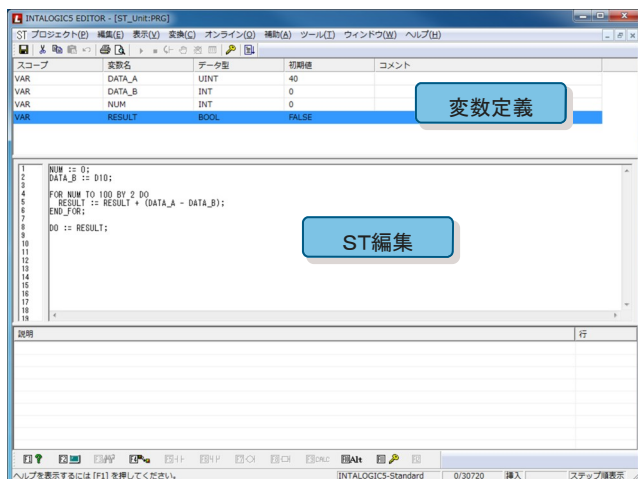 INTALOGIC5 EDITOR - [ST_Unit:PRG]
ST プロジェクト(P) 編集(E) 表示(V) 変換(C) オンライン(O) 補助(A) ツール(T) ウィンドウ(W) ヘルプ(H)
スコープ 変数名 データ型 初期値 コメント
VAR DATA_A UINT 40
VAR DATA_B INT 0
VAR NUM INT 0
VAR RESULT BOOL FALSE
変数定義
1 NUM := 0;
2 DATA_B := D10;
3
4 FOR NUM TO 100 BY 2 DO
5 RESULT := RESULT + (DATA_A - DATA_B);
6 END_FOR;
7
8 D0 := RESULT;
9
10
11
12
13
14
15
16
17
18
19
ST編集
説明 行
Alt
ヘルプを表示するには [F1] を押してください。 INTALOGIC5-Standard 0/30720 挿入 ステップ順表示